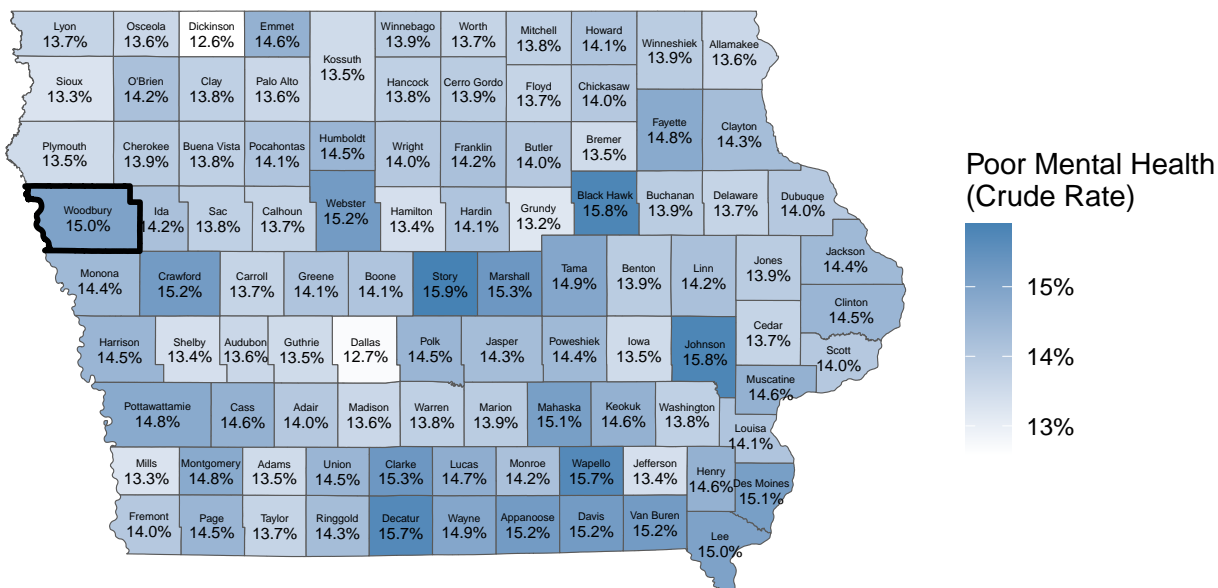 Lyon
13.7%
Osceola
13.6%
Dickinson
12.6%
Emmet
14.6%
Kossuth
13.5%
Winnebago
13.9%
Worth
13.7%
Mitchell
13.8%
Howard
14.1%
Winneshiek
13.9%
Allamakee
13.6%
Sioux
13.3%
O'Brien
14.2%
Clay
13.8%
Palo Alto
13.6%
Hancock
13.8%
Cerro Gordo
13.9%
Floyd
13.7%
Chickasaw
14.0%
Fayette
14.8%
Clayton
14.3%
Plymouth
13.5%
Cherokee
13.9%
Buena Vista
13.8%
Pocahontas
14.1%
Humboldt
14.5%
Wright
14.0%
Franklin
14.2%
Butler
14.0%
Bremer
13.5%
Woodbury
15.0%
Ida
14.2%
Sac
13.8%
Calhoun
13.7%
Webster
15.2%
Hamilton
13.4%
Hardin
14.1%
Grundy
13.2%
Black Hawk
15.8%
Buchanan
13.9%
Delaware
13.7%
Dubuque
14.0%
Monona
14.4%
Crawford
15.2%
Carroll
13.7%
Greene
14.1%
Boone
14.1%
Story
15.9%
Marshall
15.3%
Tama
14.9%
Benton
13.9%
Linn
14.2%
Jones
13.9%
Jackson
14.4%
Clinton
14.5%
Harrison
14.5%
Shelby
13.4%
Audubon
13.6%
Guthrie
13.5%
Dallas
12.7%
Polk
14.5%
Jasper
14.3%
Poweshiek
14.4%
Iowa
13.5%
Johnson
15.8%
Cedar
13.7%
Scott
14.0%
Muscatine
14.6%
Pottawattamie
14.8%
Cass
14.6%
Adair
14.0%
Madison
13.6%
Warren
13.8%
Marion
13.9%
Mahaska
15.1%
Keokuk
14.6%
Washington
13.8%
Louisa
14.1%
Mills
13.3%
Montgomery
14.8%
Adams
13.5%
Union
14.5%
Clarke
15.3%
Lucas
14.7%
Monroe
14.2%
Wapello
15.7%
Jefferson
13.4%
Henry
14.6%
Des Moines
15.1%
Fremont
14.0%
Page
14.5%
Taylor
13.7%
Ringgold
14.3%
Decatur
15.7%
Wayne
14.9%
Appanoose
15.2%
Davis
15.2%
Van Buren
15.2%
Lee
15.0%
Poor Mental Health
(Crude Rate)
15%
14%
13%